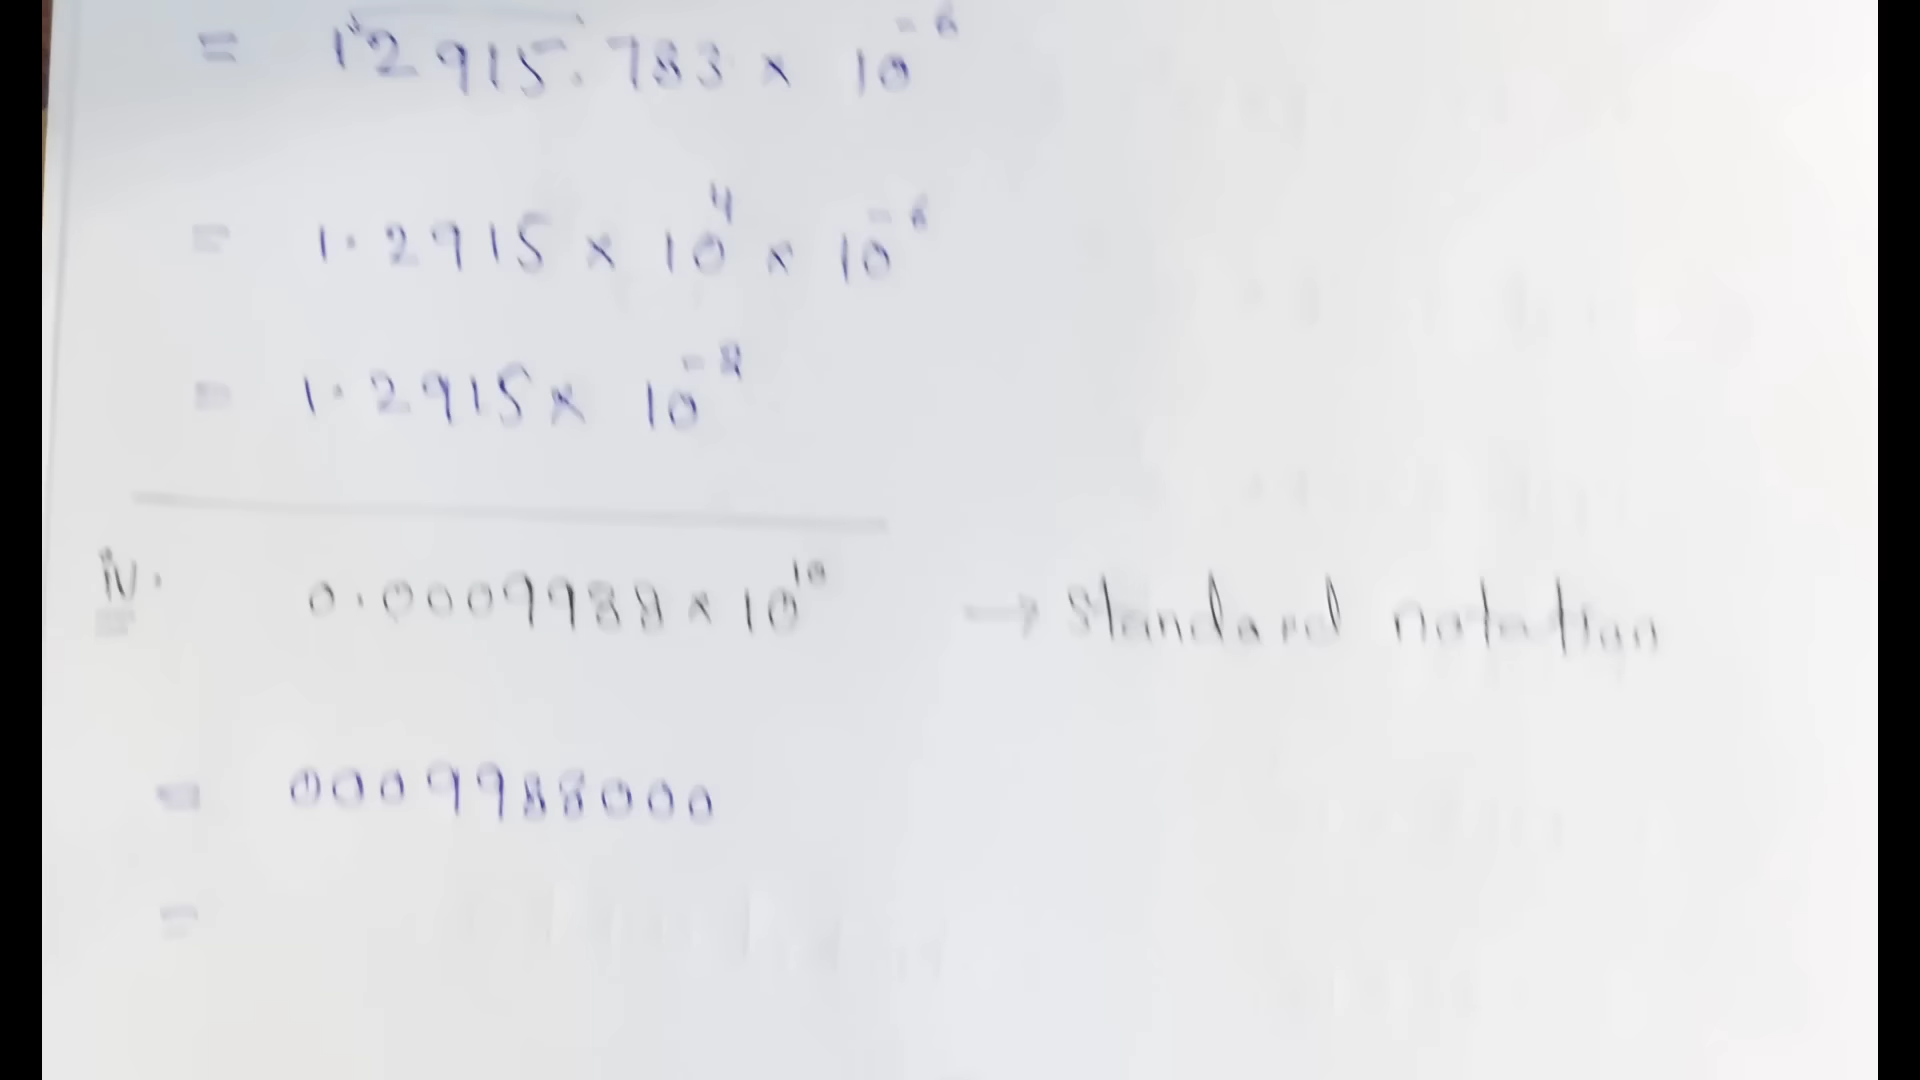 = 12915.783 × 10⁻⁶
= 1.2915 × 10⁴ × 10⁻⁶
= 1.2915 × 10⁻²
iv. 0.0009988 × 10¹⁰ → Standard notation
= 0009988000
=